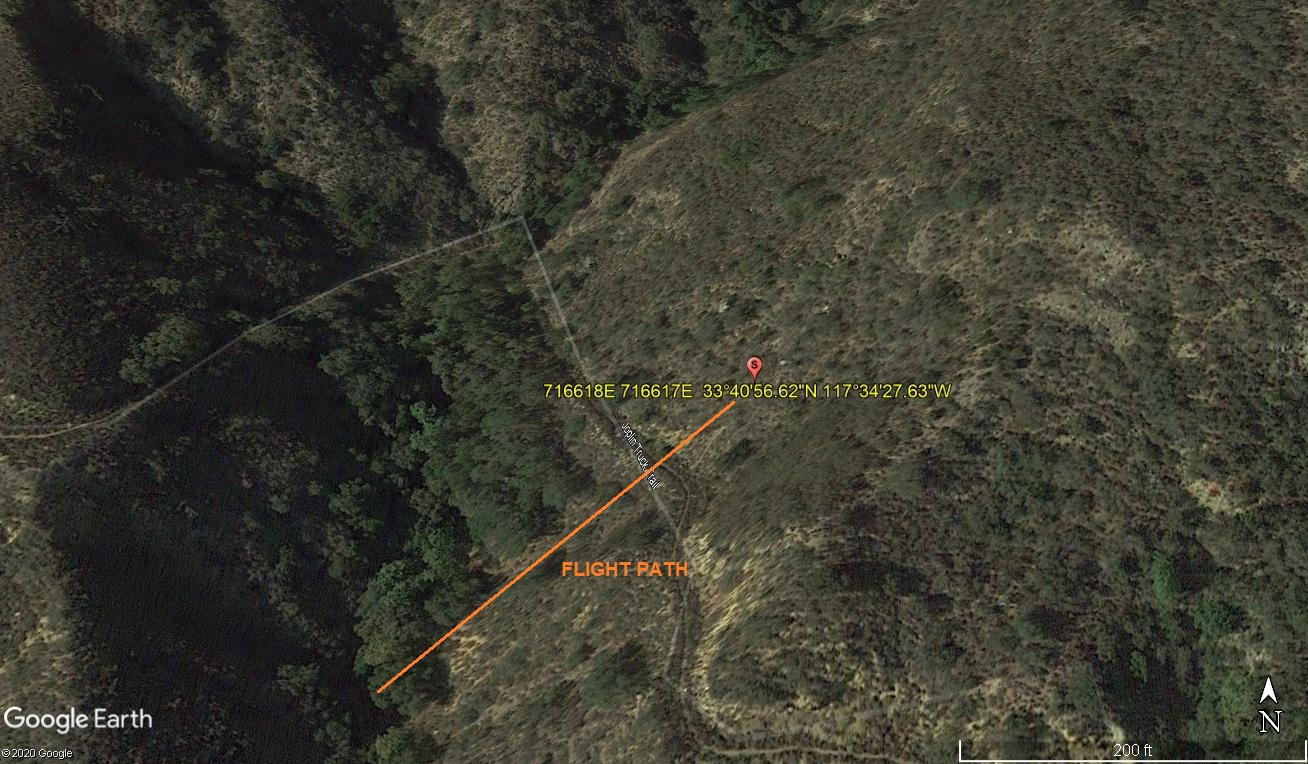 S
716618E 716617E 33°40'56.62"N 117°34'27.63"W
Joplin Truck Trail
FLIGHT PATH
Google Earth
N
©2020 Google
200 ft